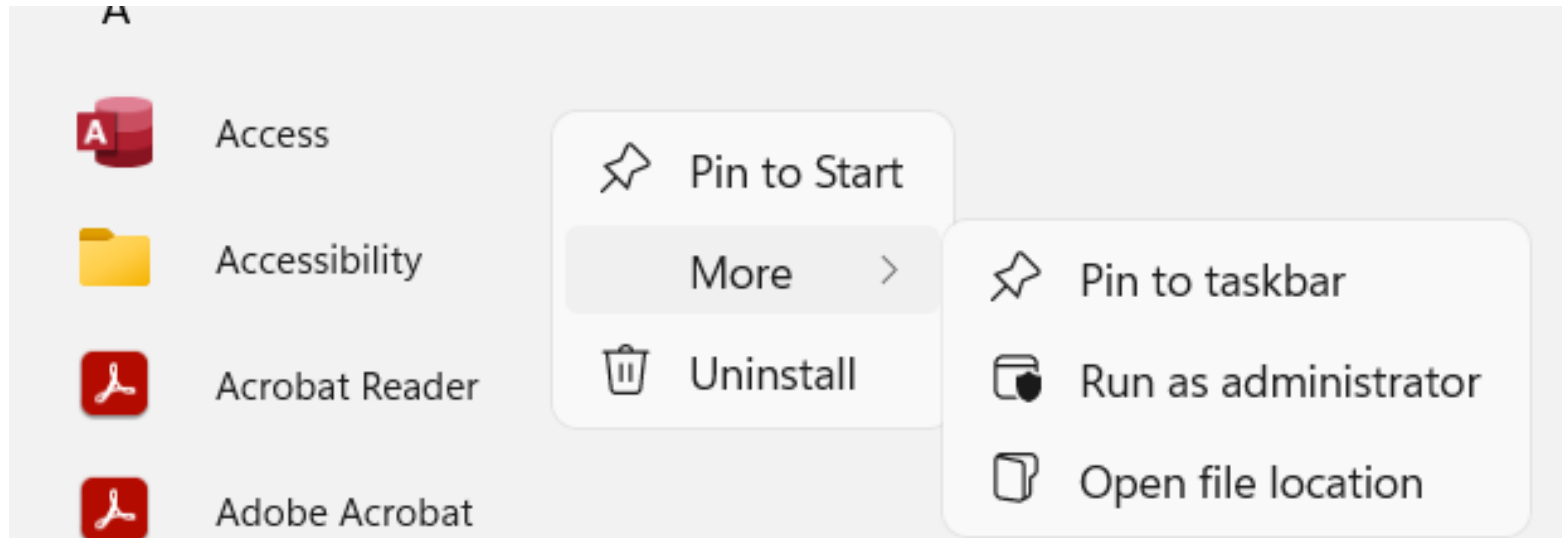 A
Access
Accessibility
Acrobat Reader
Adobe Acrobat
Pin to Start
More
Uninstall
Pin to taskbar
Run as administrator
Open file location